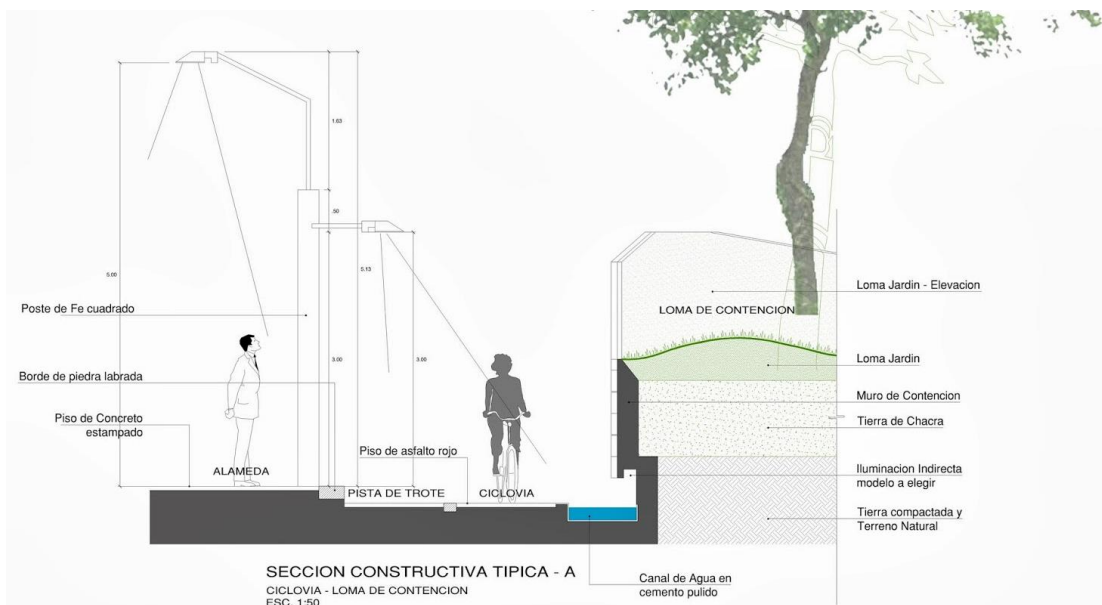 1.63
.50
5.00
5.13
Poste de Fe cuadrado
3.00
3.00
Borde de piedra labrada
Piso de Concreto
estampado
Piso de asfalto rojo
ALAMEDA
PISTA DE TROTE
CICLOVIA
LOMA DE CONTENCION
Loma Jardin - Elevacion
Loma Jardin
Muro de Contencion
Tierra de Chacra
Iluminacion Indirecta
modelo a elegir
Tierra compactada y
Terreno Natural
Canal de Agua en
cemento pulido
SECCION CONSTRUCTIVA TIPICA - A
CICLOVIA - LOMA DE CONTENCION
ESC. 1:50